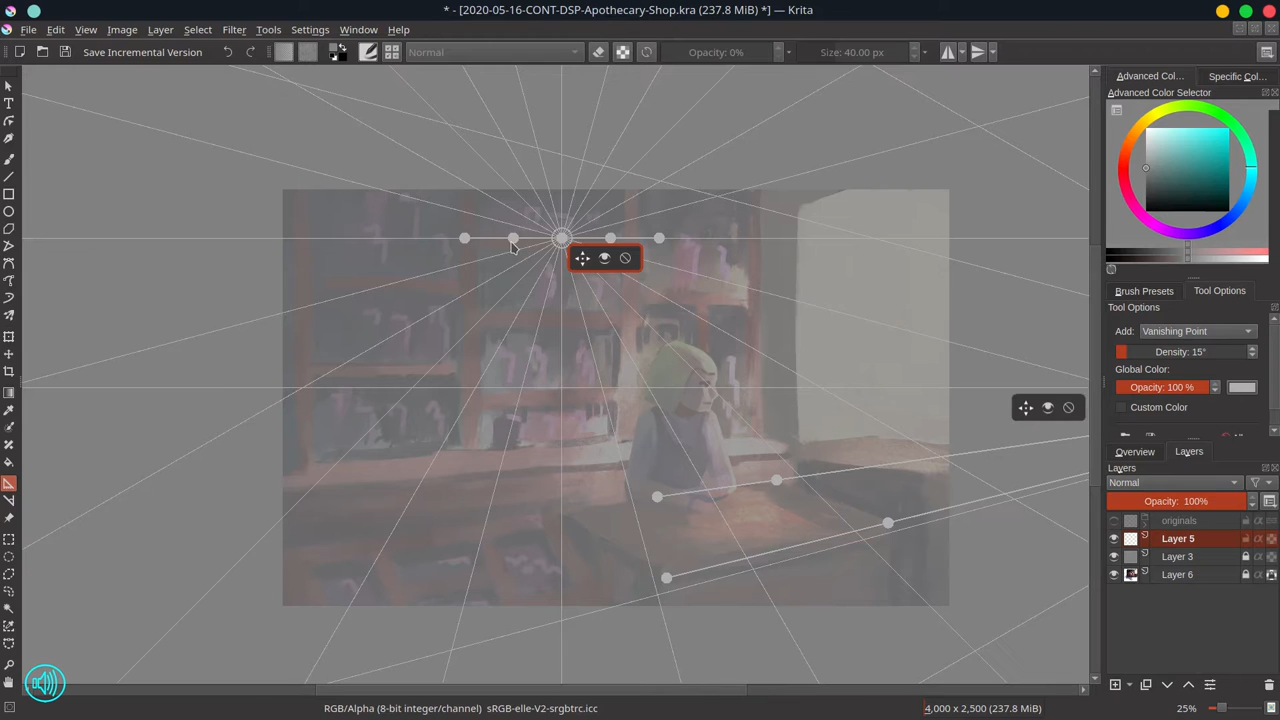 * - [2020-05-16-CONT-DSP-Apothecary-Shop.kra (237.8 MiB) *] — Krita
File Edit View Image Layer Select Filter Tools Settings Window Help
Save Incremental Version Normal Opacity: 0% Size: 40.00 px
Advanced Col... Specific Col...
Advanced Color Selector
Brush Presets Tool Options
Tool Options
Add: Vanishing Point
Density: 15°
Global Color:
Opacity: 100 %
Custom Color
Overview Layers
Layers
Normal
Opacity: 100%
originals
Layer 5
Layer 3
Layer 6
RGB/Alpha (8-bit integer/channel) sRGB-elle-V2-srgbtrc.icc 4,000 x 2,500 (237.8 MiB) 25%